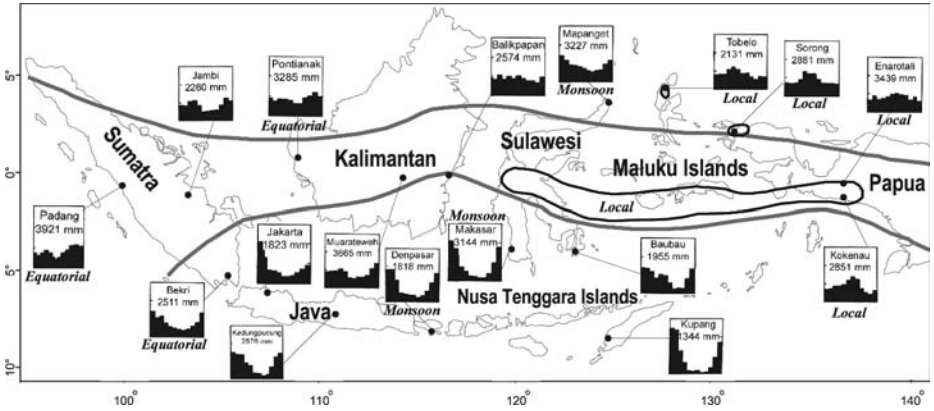 Jambi
2260 mm
Pontianak
3285 mm
Equatorial
Balikpapan
2574 mm
Mapanget
3227 mm
Monsoon
Tobelo
2131 mm
Local
Sorong
2881 mm
Local
Enarotali
3439 mm
5°
0°
5°
10°
Sumatra
Kalimantan
Sulawesi
Maluku Islands
Papua
Local
Padang
3921 mm
Equatorial
Bekri
2511 mm
Equatorial
Jakarta
1823 mm
Muarateweh
3665 mm
Denpasar
1818 mm
Monsoon
Monsoon
Makasar
3144 mm
Baubau
1955 mm
Kokenau
2851 mm
Local
Java
Nusa Tenggara Islands
2578 mm
Kupang
1344 mm
100°
110°
120°
130°
140°